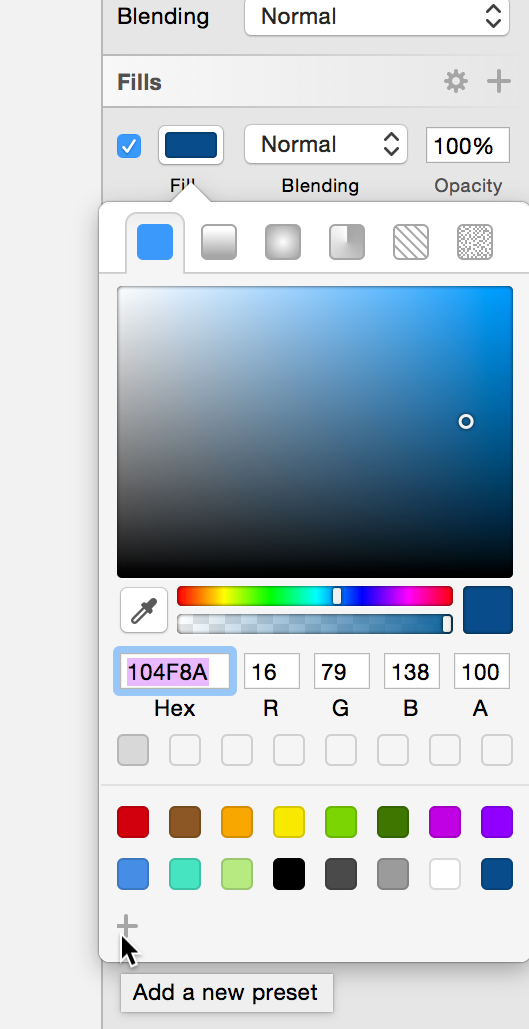 Blending Normal
Fills
Normal 100%
Fill Blending Opacity
104F8A 16 79 138 100
Hex R G B A
Add a new preset